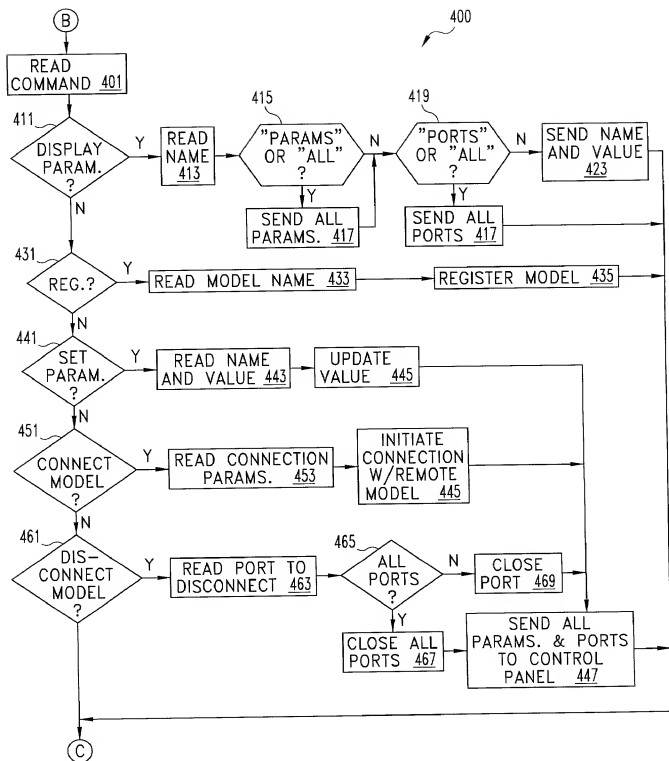 B
400
READ
COMMAND 401
411
DISPLAY
PARAM.
?
Y
N
READ
NAME
413
415
"PARAMS"
OR "ALL"
?
N
Y
SEND ALL
PARAMS. 417
419
"PORTS"
OR "ALL"
?
N
Y
SEND ALL
PORTS 417
SEND NAME
AND VALUE
423
431
REG.?
Y
N
READ MODEL NAME 433
REGISTER MODEL 435
441
SET
PARAM.
?
Y
N
READ NAME
AND VALUE 443
UPDATE
VALUE 445
451
CONNECT
MODEL
?
Y
N
READ CONNECTION
PARAMS. 453
INITIATE
CONNECTION
W/REMOTE
MODEL 445
461
DIS-
CONNECT
MODEL
?
Y
READ PORT TO
DISCONNECT 463
465
ALL
PORTS
?
N
Y
CLOSE
PORT 469
CLOSE ALL
PORTS 467
SEND ALL
PARAMS. & PORTS
TO CONTROL
PANEL 447
C